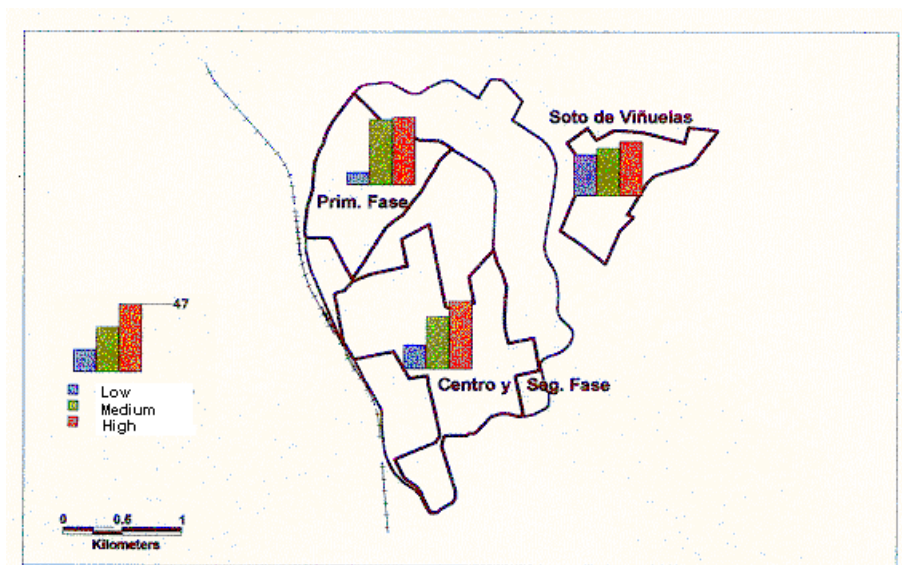 Soto de Viñuelas
Prim. Fase
47
Low
Medium
High
Centro y Seg. Fase
0 0.5 1
Kilometers